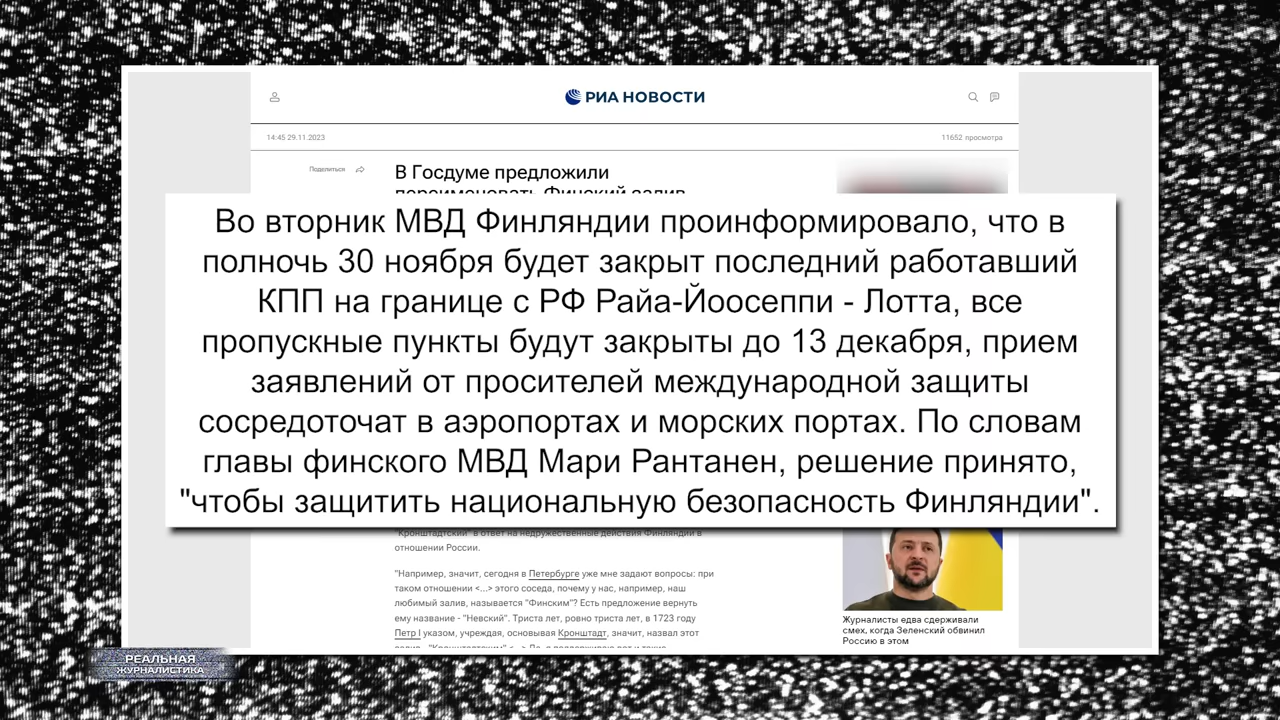 РИА НОВОСТИ
14:45 29.11.2023
11652 просмотра
Поделиться
В Госдуме предложили
переименовать Финский залив
Во вторник МВД Финляндии проинформировало, что в
полночь 30 ноября будет закрыт последний работавший
КПП на границе с РФ Райа-Йоосеппи - Лотта, все
пропускные пункты будут закрыты до 13 декабря, прием
заявлений от просителей международной защиты
сосредоточат в аэропортах и морских портах. По словам
главы финского МВД Мари Рантанен, решение принято,
"чтобы защитить национальную безопасность Финляндии".
"Кронштадтский" в ответ на недружественные действия Финляндии в
отношении России.
"Например, значит, сегодня в Петербурге уже мне задают вопросы: при
таком отношении <...> этого соседа, почему у нас, например, наш
любимый залив, называется "Финским"? Есть предложение вернуть
ему название - "Невский". Триста лет, ровно триста лет, в 1723 году
Петр I указом, учреждая, основывая Кронштадт, значит, назвал этот
Журналисты едва сдерживали
смех, когда Зеленский обвинил
Россию в этом
РЕАЛЬНАЯ
ЖУРНАЛИСТИКА